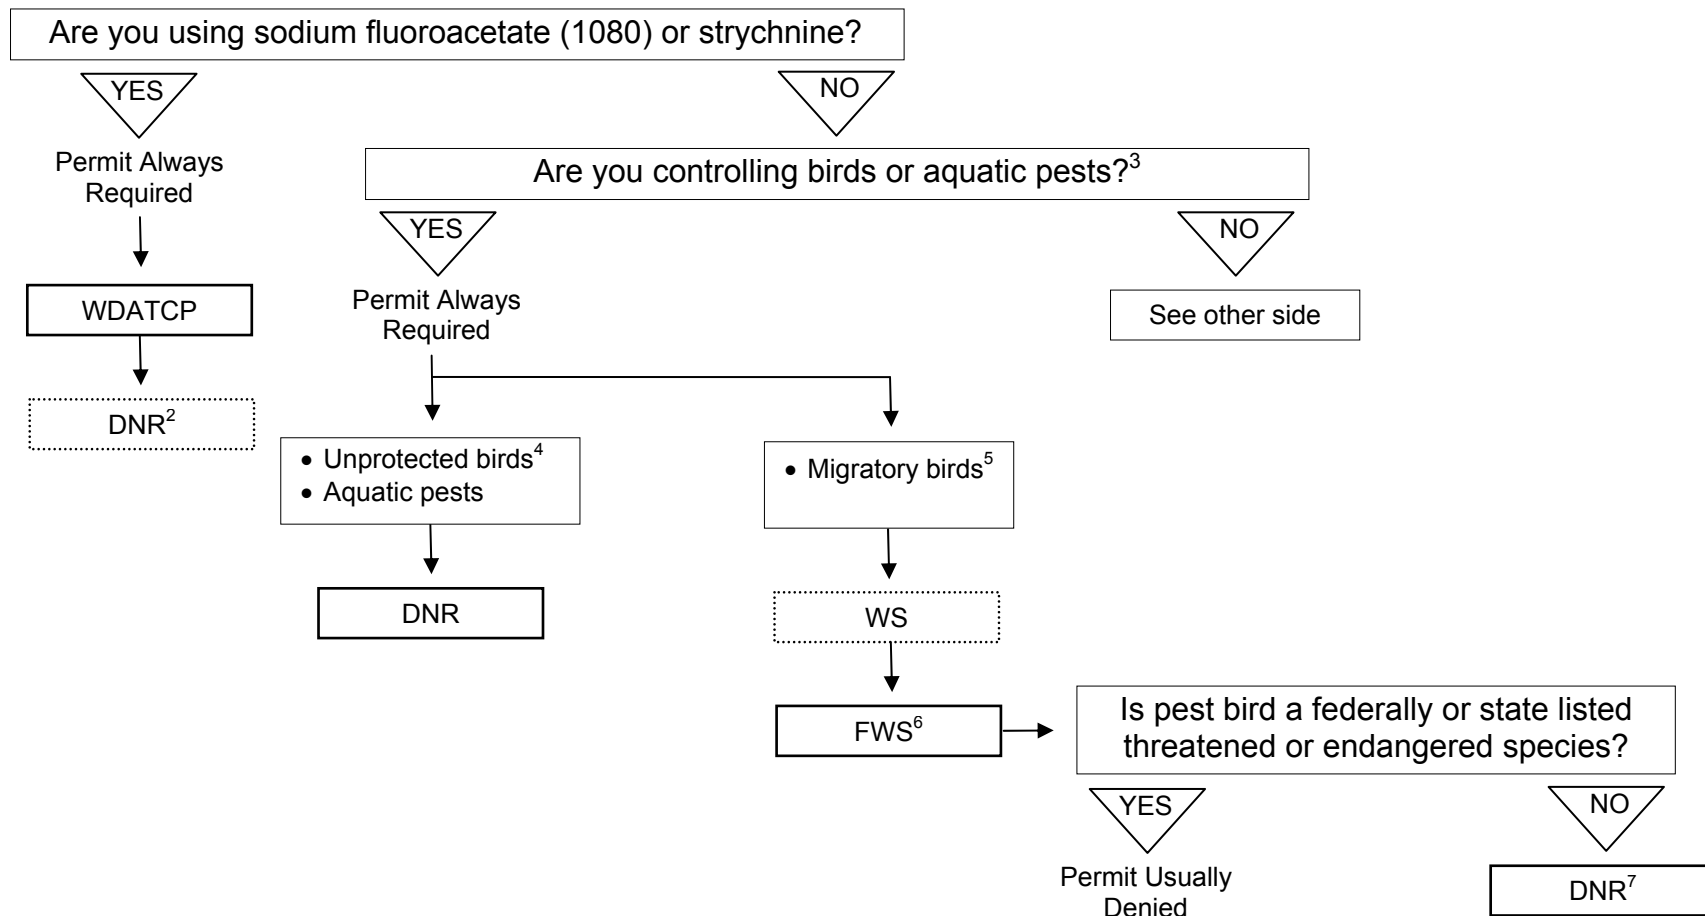 Are you using sodium fluoroacetate (1080) or strychnine?
YES
NO
Permit Always
Required
Are you controlling birds or aquatic pests?³
YES
NO
WDATCP
Permit Always
Required
See other side
DNR²
• Unprotected birds⁴
• Aquatic pests
• Migratory birds⁵
DNR
WS
FWS⁶
Is pest bird a federally or state listed
threatened or endangered species?
YES
NO
Permit Usually
Denied
DNR⁷